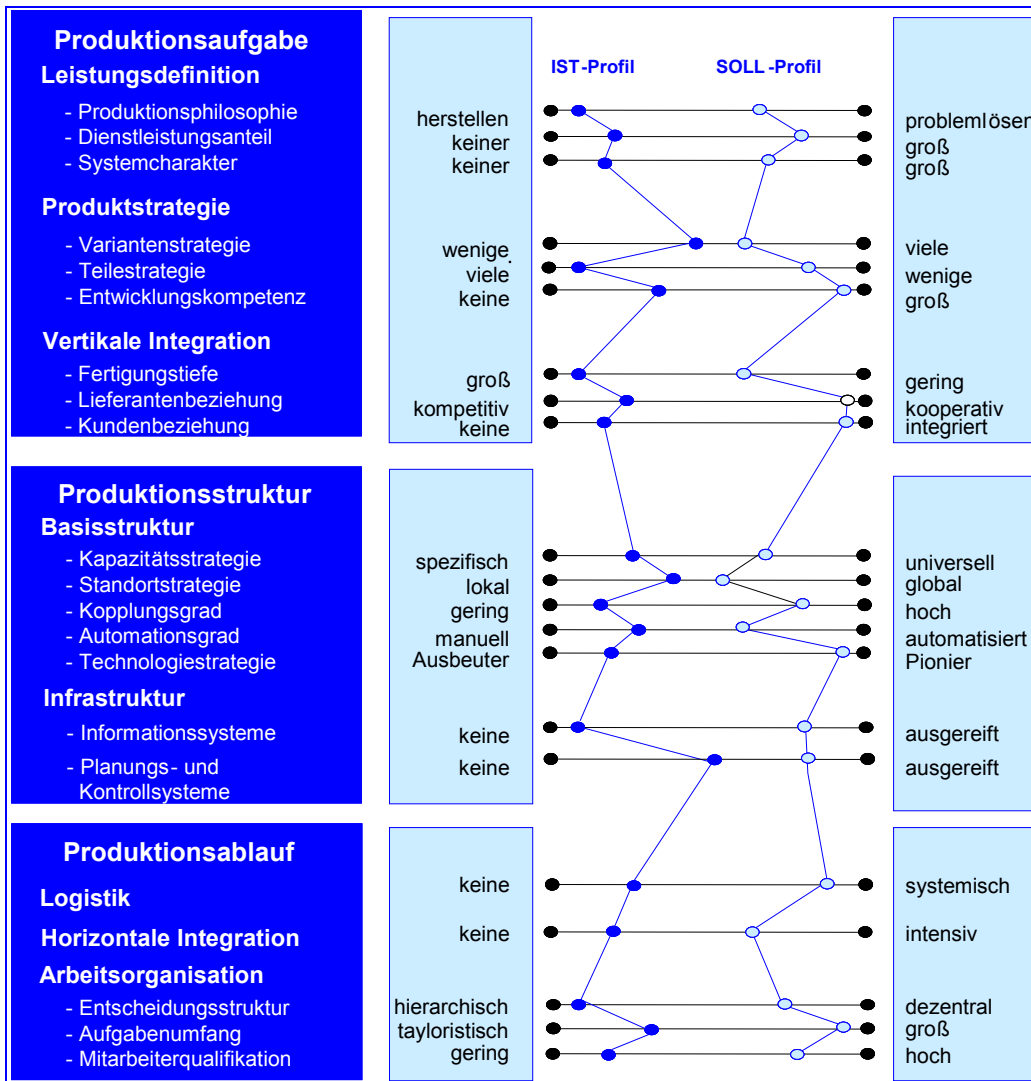 Produktionsaufgabe
Leistungsdefinition
- Produktionsphilosophie
- Dienstleistungsanteil
- Systemcharakter
Produktstrategie
- Variantenstrategie
- Teilestrategie
- Entwicklungskompetenz
Vertikale Integration
- Fertigungstiefe
- Lieferantenbeziehung
- Kundenbeziehung
IST-Profil SOLL-Profil
herstellen problemlösen
keiner groß
keiner groß
wenige viele
viele wenige
keine groß
groß gering
kompetitiv kooperativ
keine integriert
Produktionsstruktur
Basisstruktur
- Kapazitätsstrategie
- Standortstrategie
- Kopplungsgrad
- Automationsgrad
- Technologiestrategie
Infrastruktur
- Informationssysteme
- Planungs- und
Kontrollsysteme
spezifisch universell
lokal global
gering hoch
manuell automatisiert
Ausbeuter Pionier
keine ausgereift
keine ausgereift
Produktionsablauf
Logistik
Horizontale Integration
Arbeitsorganisation
- Entscheidungsstruktur
- Aufgabenumfang
- Mitarbeiterqualifikation
keine systemisch
keine intensiv
hierarchisch dezentral
tayloristisch groß
gering hoch